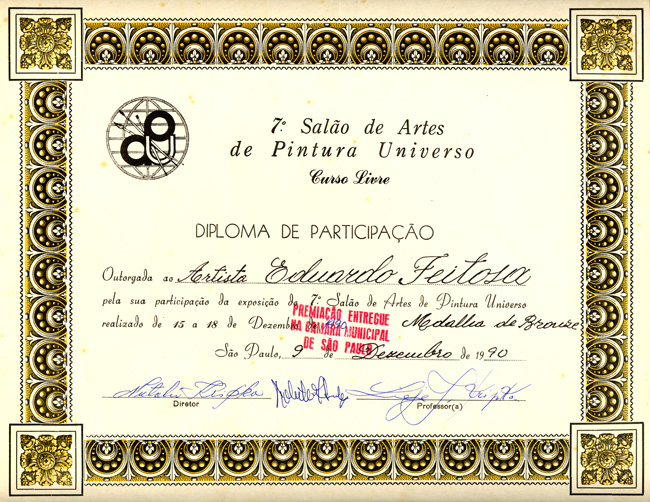 apu
7º Salão de Artes
de Pintura Universo
Curso Livre
DIPLOMA DE PARTICIPAÇÃO
Outorgada ao Artista Eduardo Feitosa
pela sua participação da exposição do 7º Salão de Artes de Pintura Universo
realizado de 15 a 18 de Dezembro 1990 Medalha de Bronze
PREMIAÇÃO ENTREGUE
NA CÂMARA MUNICIPAL
DE SÃO PAULO
São Paulo, 9 de Dezembro de 1990
Diretor
Professor(a)